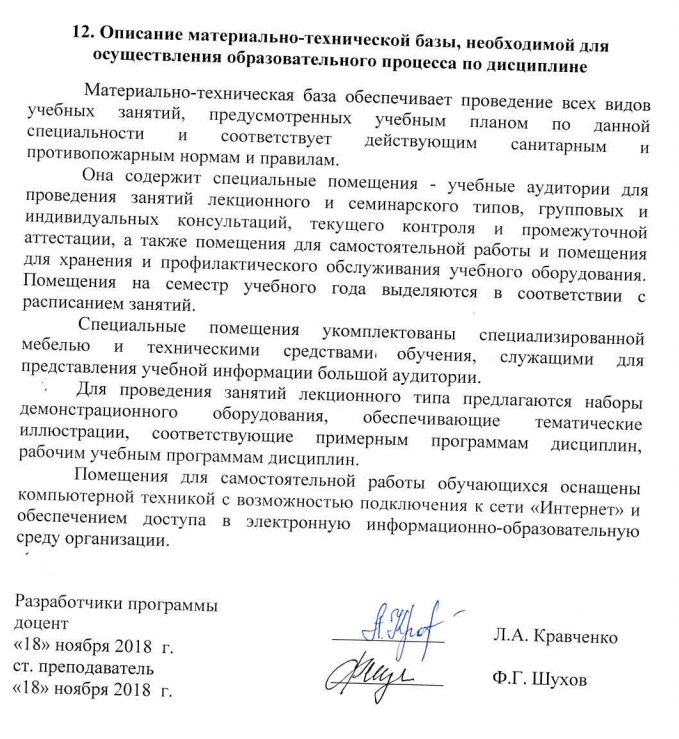 12. Описание материально-технической базы, необходимой для
осуществления образовательного процесса по дисциплине
Материально-техническая база обеспечивает проведение всех видов
учебных занятий, предусмотренных учебным планом по данной
специальности и соответствует действующим санитарным и
противопожарным нормам и правилам.
Она содержит специальные помещения - учебные аудитории для
проведения занятий лекционного и семинарского типов, групповых и
индивидуальных консультаций, текущего контроля и промежуточной
аттестации, а также помещения для самостоятельной работы и помещения
для хранения и профилактического обслуживания учебного оборудования.
Помещения на семестр учебного года выделяются в соответствии с
расписанием занятий.
Специальные помещения укомплектованы специализированной
мебелью и техническими средствами обучения, служащими для
представления учебной информации большой аудитории.
Для проведения занятий лекционного типа предлагаются наборы
демонстрационного оборудования, обеспечивающие тематические
иллюстрации, соответствующие примерным программам дисциплин,
рабочим учебным программам дисциплин.
Помещения для самостоятельной работы обучающихся оснащены
компьютерной техникой с возможностью подключения к сети «Интернет» и
обеспечением доступа в электронную информационно-образовательную
среду организации.
Разработчики программы
доцент
«18» ноября 2018 г. Л.А. Кравченко
ст. преподаватель
«18» ноября 2018 г. Ф.Г. Шухов